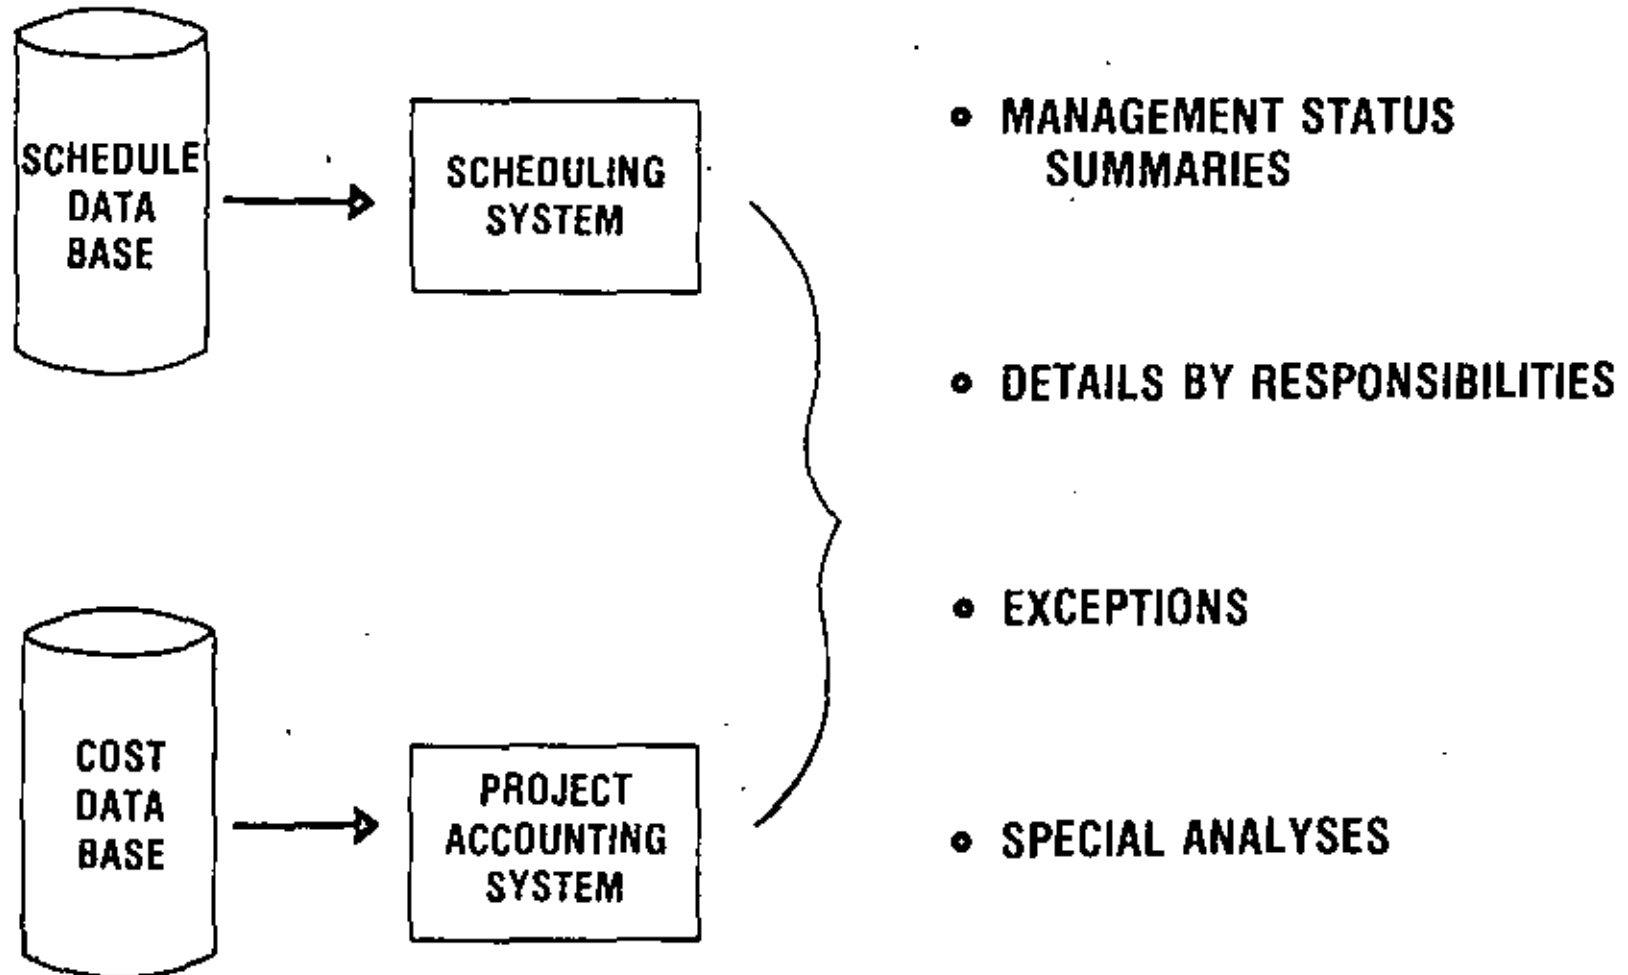 SCHEDULE
DATA
BASE
SCHEDULING
SYSTEM
COST
DATA
BASE
PROJECT
ACCOUNTING
SYSTEM
• MANAGEMENT STATUS
SUMMARIES
• DETAILS BY RESPONSIBILITIES
• EXCEPTIONS
• SPECIAL ANALYSES